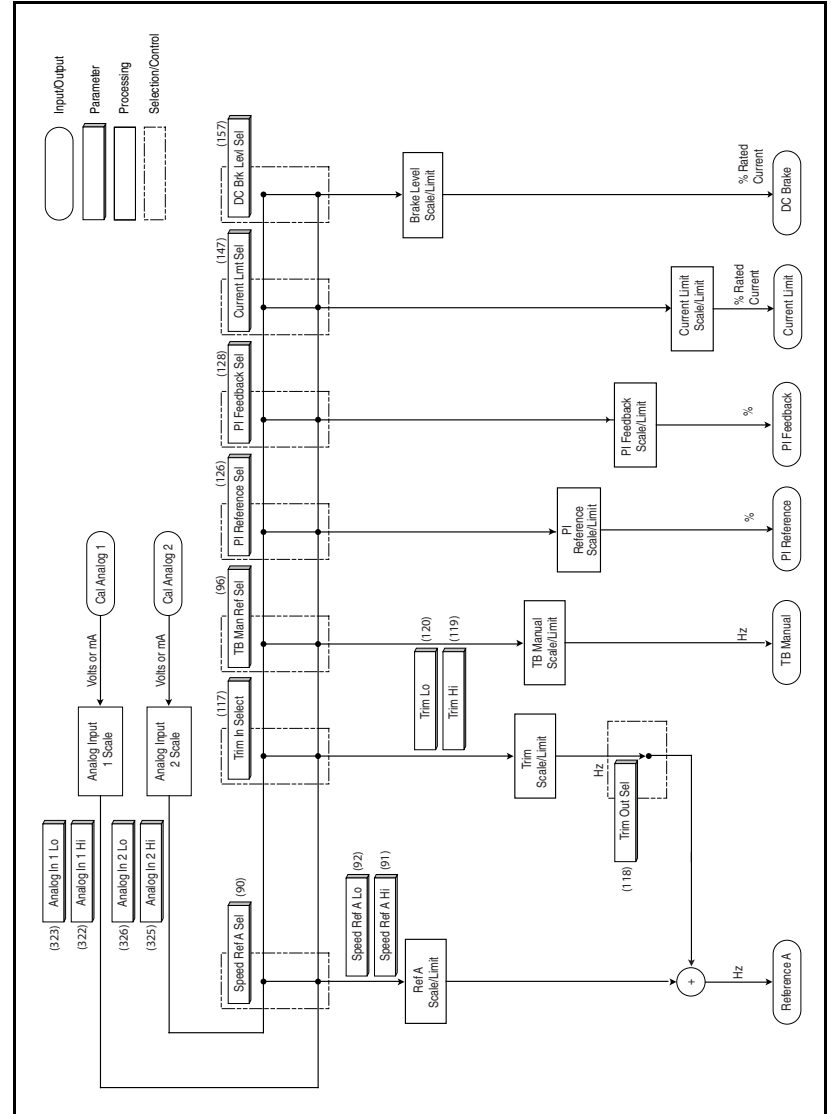 Input/Output
Parameter
Processing
Selection/Control
Cal Analog 1
Cal Analog 2
Volts or mA
Volts or mA
Analog Input
1 Scale
Analog Input
2 Scale
Analog In 1 Lo
(323)
Analog In 1 Hi
(322)
Analog In 2 Lo
(326)
Analog In 2 Hi
(325)
Speed Ref A Sel
(90)
Trim In Select
(117)
TB Man Ref Sel
(96)
PI Reference Sel
(126)
PI Feedback Sel
(128)
Current Lmt Sel
(147)
DC Brk Levl Sel
(157)
Speed Ref A Lo
(92)
Speed Ref A Hi
(91)
Trim Lo
(120)
Trim Hi
(119)
Ref A
Scale/Limit
Trim
Scale/Limit
TB Manual
Scale/Limit
PI
Reference
Scale/Limit
PI Feedback
Scale/Limit
Current Limit
Scale/Limit
Brake Level
Scale/Limit
Hz
Trim Out Sel
(118)
+
Hz
Hz
%
%
% Rated
Current
% Rated
Current
Reference A
TB Manual
PI Reference
PI Feedback
Current Limit
DC Brake